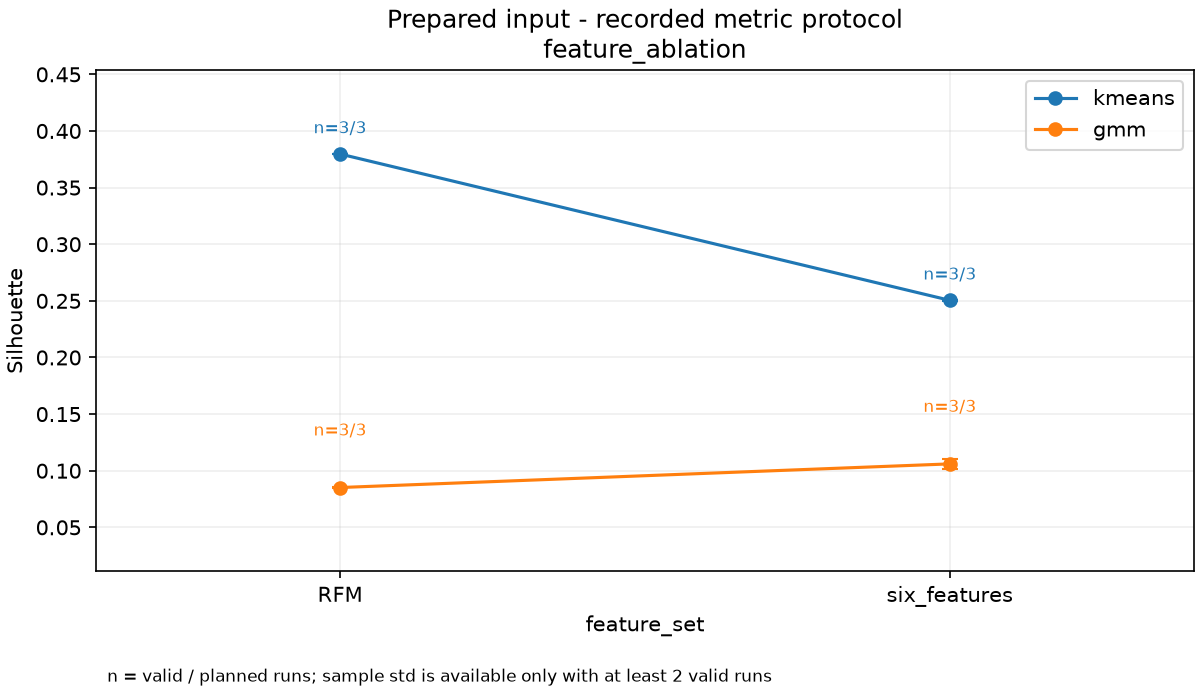 Prepared input - recorded metric protocol
feature_ablation
0.45
0.40
0.35
0.30
0.25
0.20
0.15
0.10
0.05
Silhouette
kmeans
gmm
n=3/3
n=3/3
n=3/3
n=3/3
RFM
six_features
feature_set
n = valid / planned runs; sample std is available only with at least 2 valid runs